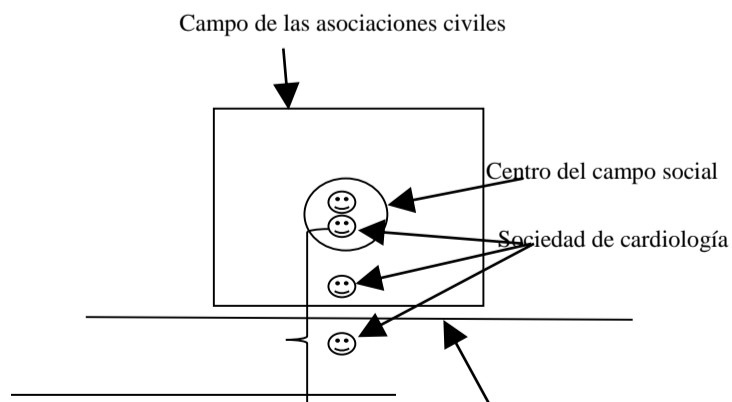 Campo de las asociaciones civiles
Centro del campo social
Sociedad de cardiología